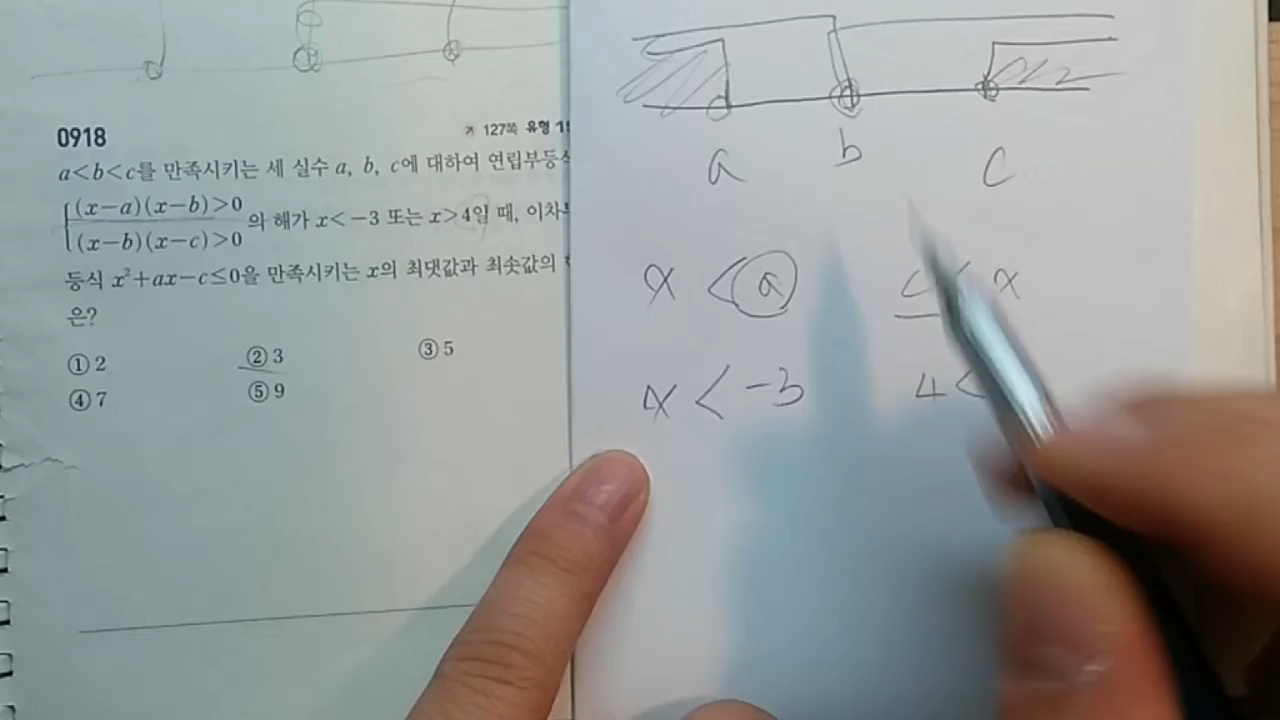 0918
127쪽 유형
a<b<c를 만족시키는 세 실수 a, b, c에 대하여 연립부등식
(x-a)(x-b)>0
(x-b)(x-c)>0
의 해가 x<-3 또는 x>4일 때, 이차부
등식 x²+ax-c≤0을 만족시키는 x의 최댓값과 최솟값의
은?
① 2 ② 3 ③ 5
④ 7 ⑤ 9
a b c
x < a c < x
x < -3 4 <